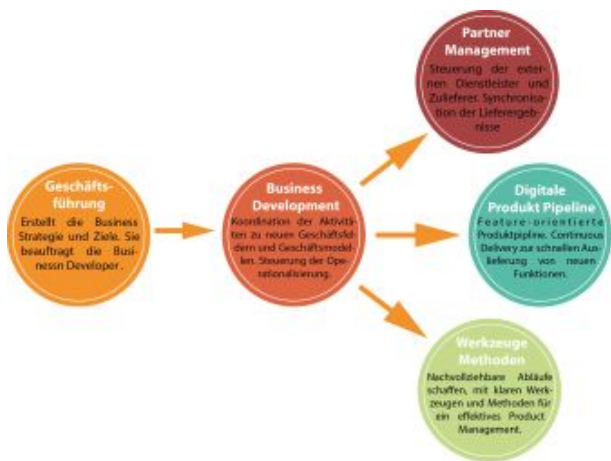 Geschäfts-
führung
Erstellt die Business
Strategie und Ziele. Sie
beauftragt die Busi-
nessn Developer .
Business
Development
Koordination der Aktivitä-
ten zu neuen Geschäftsfel-
dern und Geschäftsmodel-
len. Steuerung der Ope-
rationalisierung.
Partner
Management
Steuerung der exter-
nen Dienstleister und
Zulieferer. Synchronisa-
tion der Lieferergeb-
nisse
Digitale
Produkt Pipeline
Feature-orientierte
Produktpipline. Continuous
Delivery zur schnellen Aus-
lieferung von neuen
Funktionen.
Werkzeuge
Methoden
Nachvollziehbare Abläufe
schaffen, mit klaren Werk-
zeugen und Methoden für
ein effektives Product
Management.